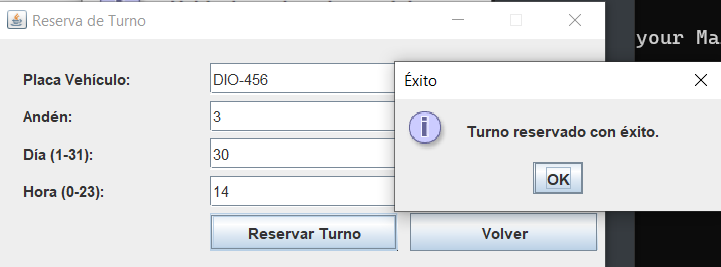 Reserva de Turno
your Ma
Placa Vehículo:
DIO-456
Andén:
3
Día (1-31):
30
Hora (0-23):
14
Reservar Turno
Volver
Éxito
Turno reservado con éxito.
OK